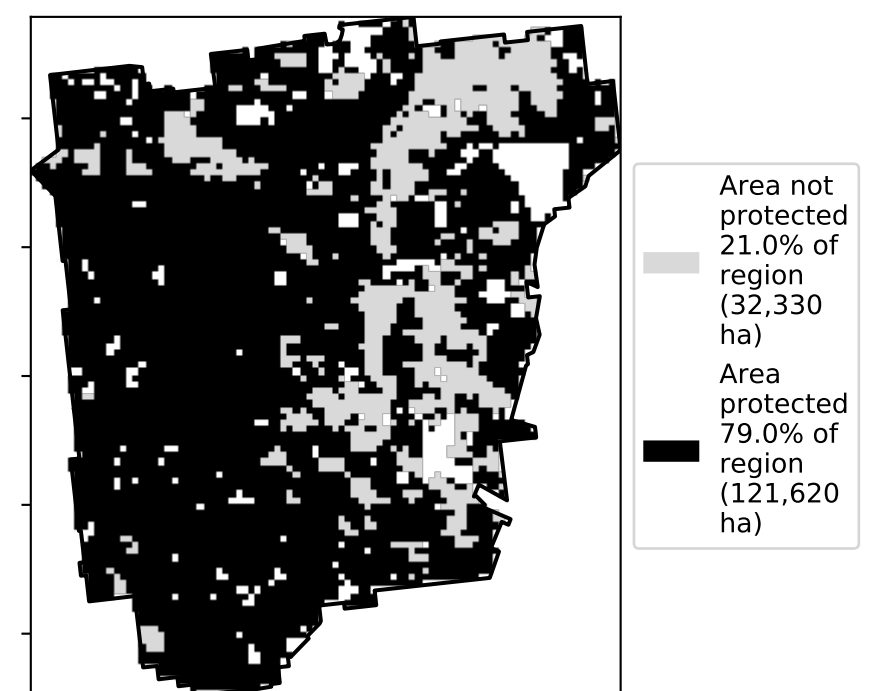 Area not
protected
21.0% of
region
(32,330
ha)
Area
protected
79.0% of
region
(121,620
ha)